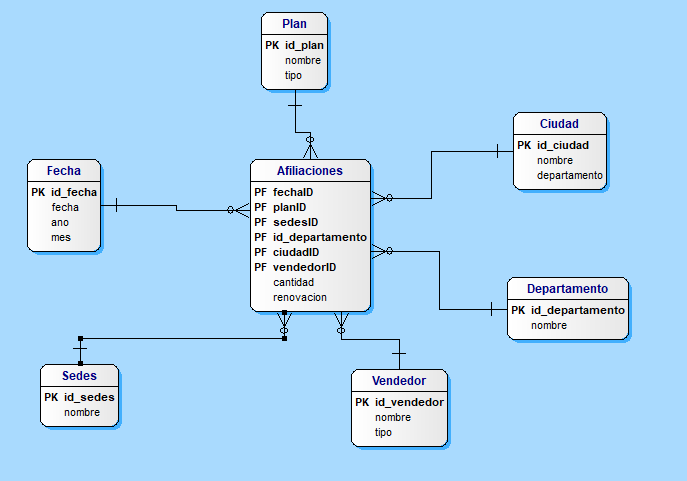 Plan
PK id_plan
nombre
tipo
Ciudad
PK id_ciudad
nombre
departamento
Fecha
PK id_fecha
fecha
ano
mes
Afiliaciones
PF fechaID
PF planID
PF sedesID
PF id_departamento
PF ciudadID
PF vendedorID
cantidad
renovacion
Departamento
PK id_departamento
nombre
Sedes
PK id_sedes
nombre
Vendedor
PK id_vendedor
nombre
tipo